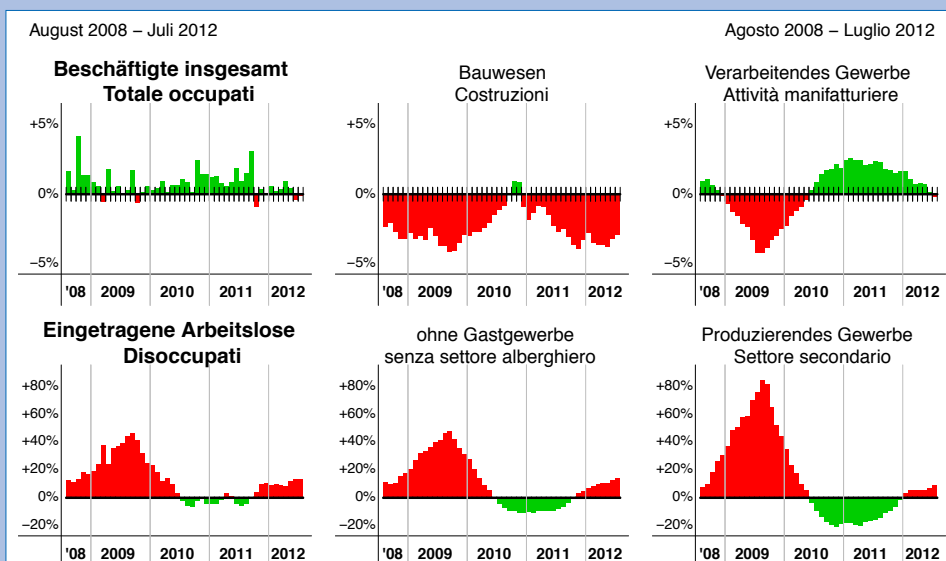 August 2008 – Juli 2012
Agosto 2008 – Luglio 2012
Beschäftigte insgesamt
Totale occupati
+5%
0%
−5%
'08 2009 2010 2011 2012
Bauwesen
Costruzioni
+5%
0%
−5%
'08 2009 2010 2011 2012
Verarbeitendes Gewerbe
Attività manifatturiere
+5%
0%
−5%
'08 2009 2010 2011 2012
Eingetragene Arbeitslose
Disoccupati
+80%
+60%
+40%
+20%
0%
−20%
'08 2009 2010 2011 2012
ohne Gastgewerbe
senza settore alberghiero
+80%
+60%
+40%
+20%
0%
−20%
'08 2009 2010 2011 2012
Produzierendes Gewerbe
Settore secondario
+80%
+60%
+40%
+20%
0%
−20%
'08 2009 2010 2011 2012